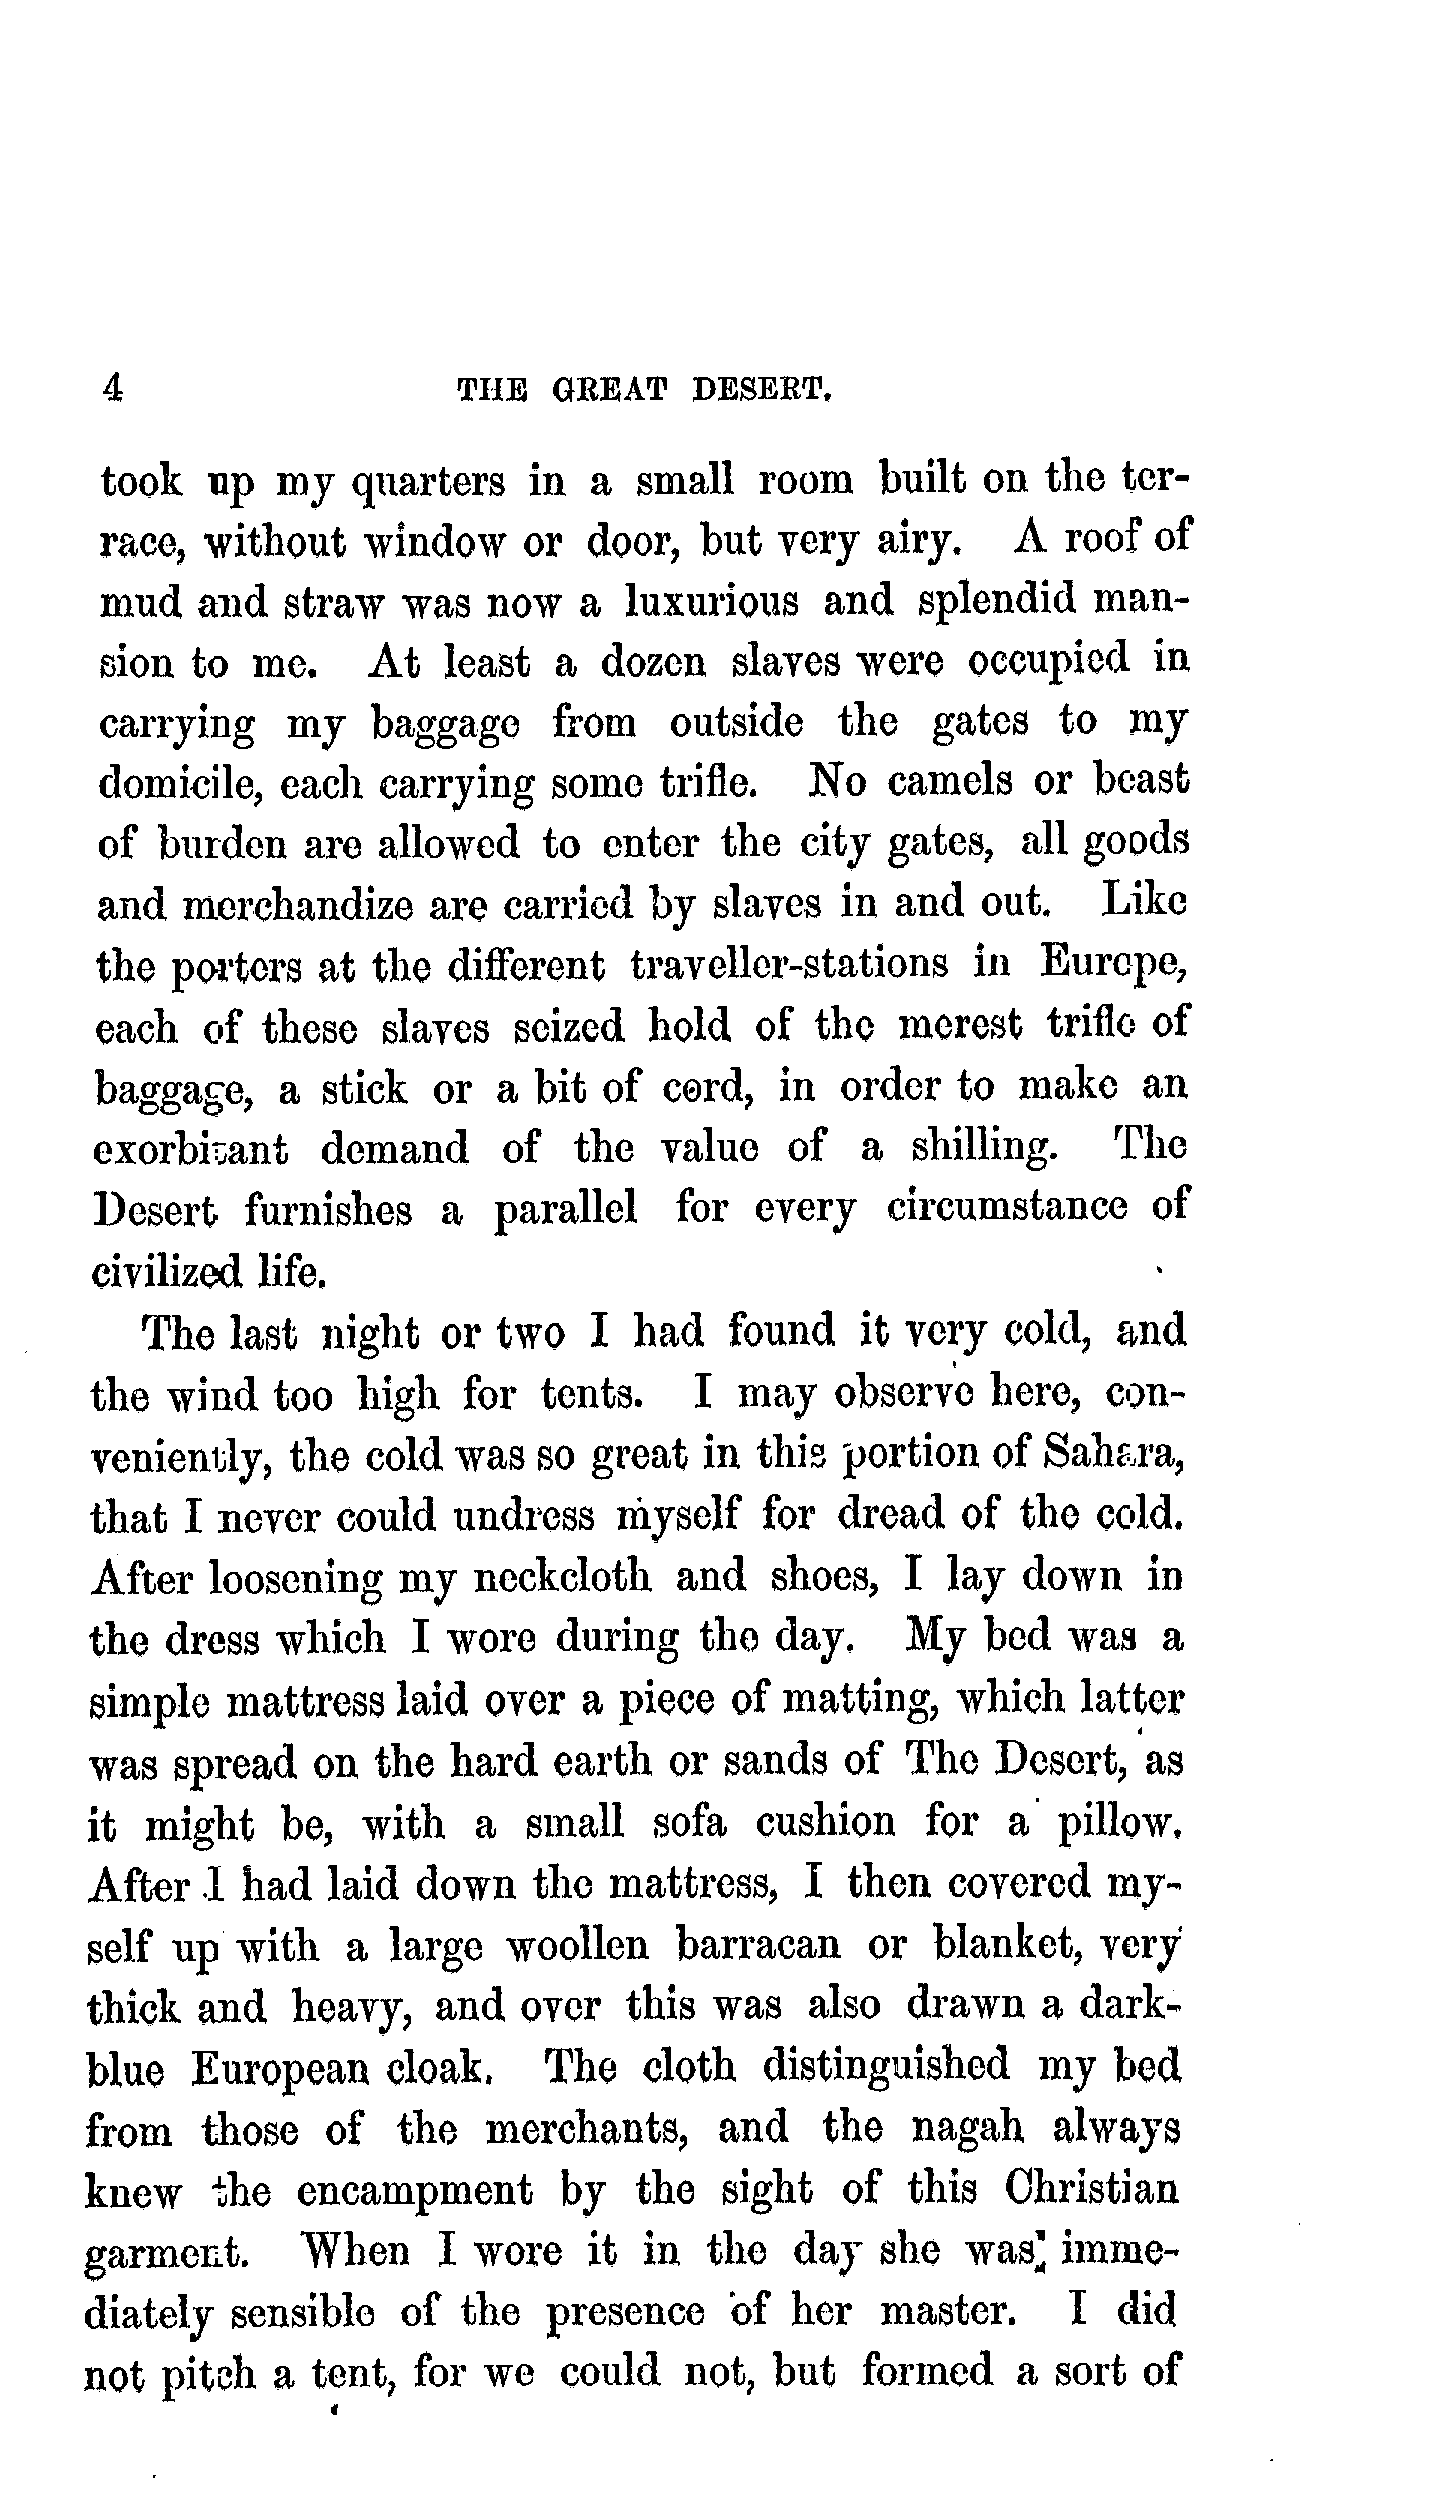 4 THE GREAT DESERT.
took up my quarters in a small room built on the ter-
race, without window or door, but very airy. A roof of
mud and straw was now a luxurious and splendid man-
sion to me. At least a dozen slaves were occupied in
carrying my baggage from outside the gates to my
domicile, each carrying some trifle. No camels or beast
of burden are allowed to enter the city gates, all goods
and merchandize are carried by slaves in and out. Like
the porters at the different traveller-stations in Europe,
each of these slaves seized hold of the merest trifle of
baggage, a stick or a bit of cord, in order to make an
exorbitant demand of the value of a shilling. The
Desert furnishes a parallel for every circumstance of
civilized life.
The last night or two I had found it very cold, and
the wind too high for tents. I may observe here, con-
veniently, the cold was so great in this portion of Sahara,
that I never could undress myself for dread of the cold.
After loosening my neckcloth and shoes, I lay down in
the dress which I wore during the day. My bed was a
simple mattress laid over a piece of matting, which latter
was spread on the hard earth or sands of The Desert, as
it might be, with a small sofa cushion for a pillow.
After I had laid down the mattress, I then covered my-
self up with a large woollen barracan or blanket, very
thick and heavy, and over this was also drawn a dark-
blue European cloak. The cloth distinguished my bed
from those of the merchants, and the nagah always
knew the encampment by the sight of this Christian
garment. When I wore it in the day she was imme-
diately sensible of the presence of her master. I did
not pitch a tent, for we could not, but formed a sort of